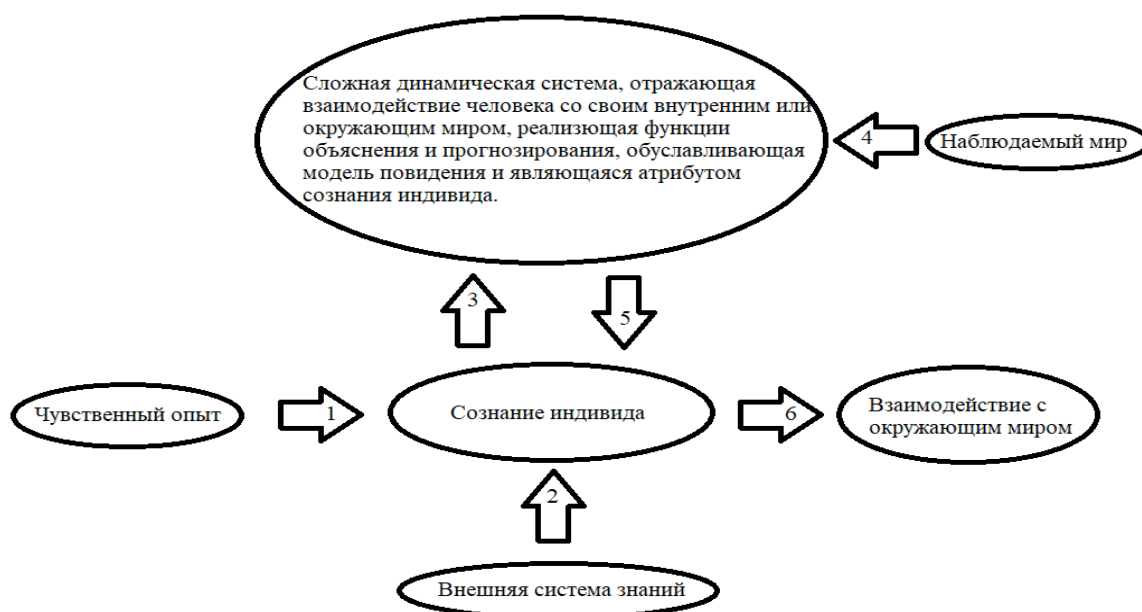 Сложная динамическая система, отражающая
взаимодействие человека со своим внутренним или
окружающим миром, реализющая функции
объяснения и прогнозирования, обуславливающая
модель повидения и являющаяся атрибутом
сознания индивида.
4
Наблюдаемый мир
3
5
Чувственный опыт
1
Сознание индивида
6
Взаимодействие с
окружающим миром
2
Внешняя система знаний